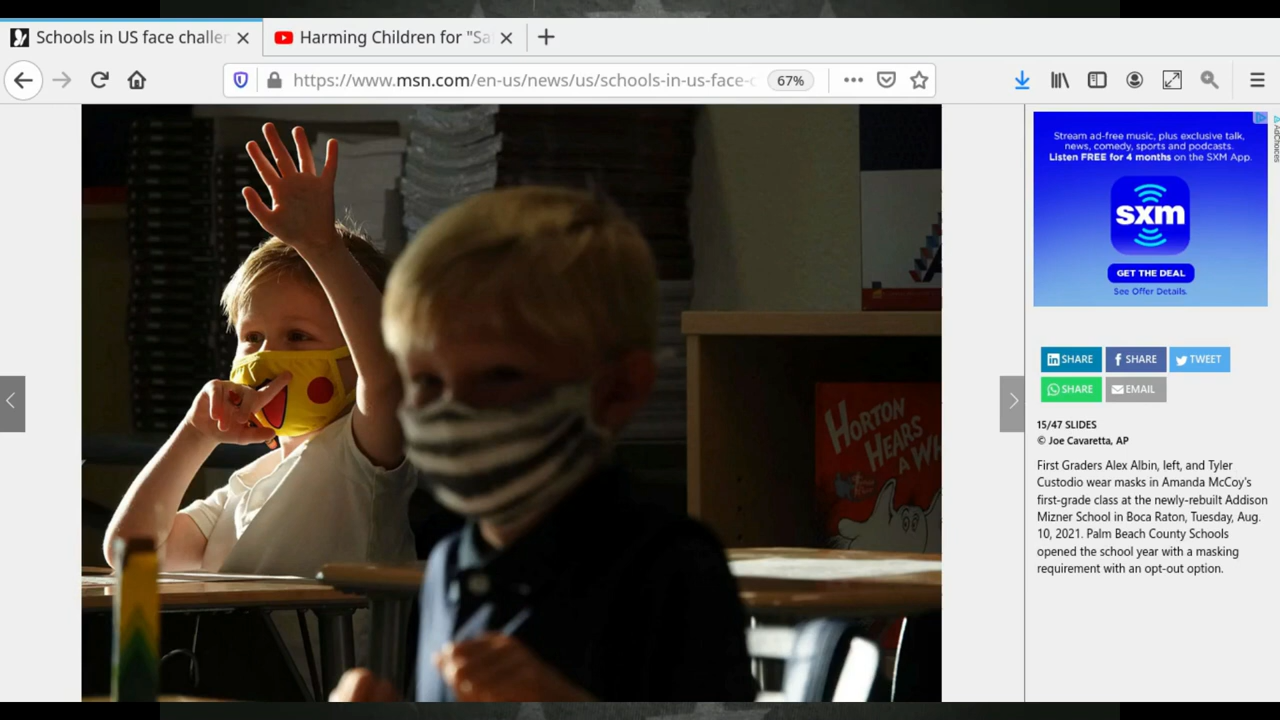 Schools in US face challer
Harming Children for "Sa
https://www.msn.com/en-us/news/us/schools-in-us-face-c
67%
Stream ad-free music, plus exclusive talk,
news, comedy, sports and podcasts.
Listen FREE for 4 months on the SXM App.
sxm
GET THE DEAL
See Offer Details.
AdChoices
in SHARE
f SHARE
TWEET
SHARE
EMAIL
15/47 SLIDES
© Joe Cavaretta, AP
First Graders Alex Albin, left, and Tyler
Custodio wear masks in Amanda McCoy's
first-grade class at the newly-rebuilt Addison
Mizner School in Boca Raton, Tuesday, Aug.
10, 2021. Palm Beach County Schools
opened the school year with a masking
requirement with an opt-out option.
HORTON
HEARS
A WH